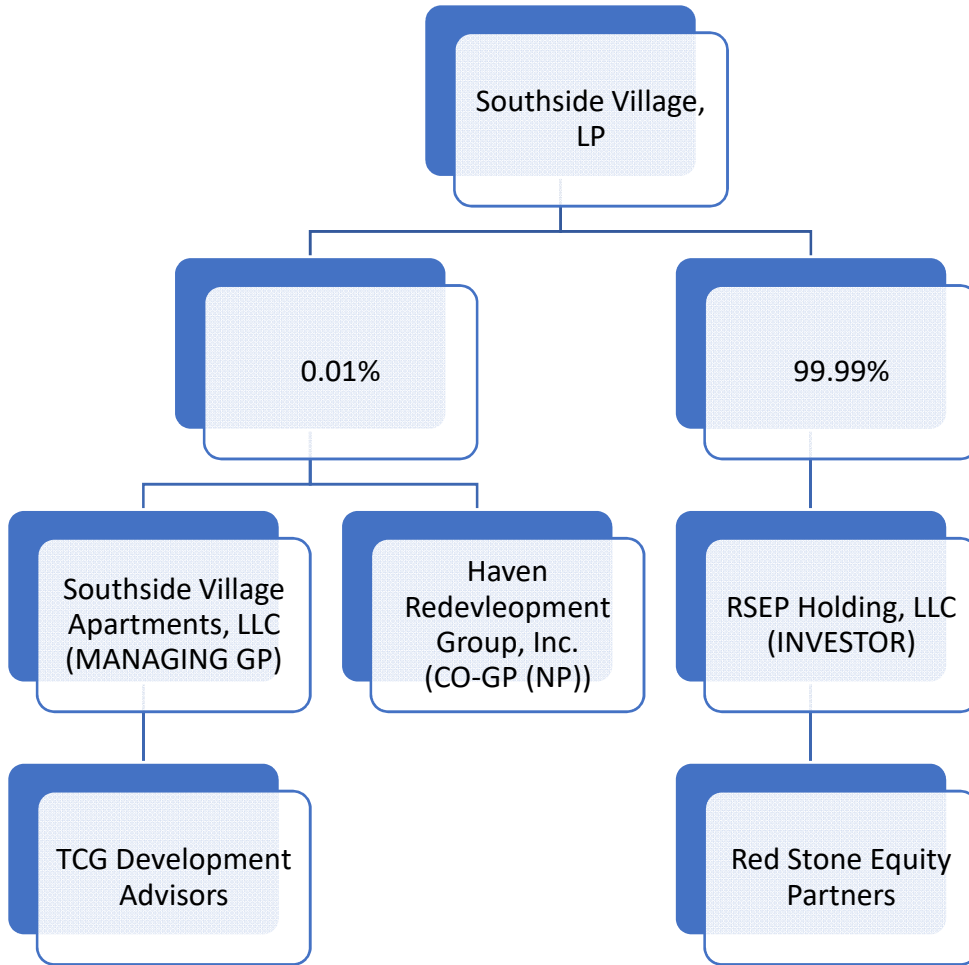 Southside Village,
LP
0.01%
99.99%
Southside Village
Apartments, LLC
(MANAGING GP)
Haven
Redevleopment
Group, Inc.
(CO-GP (NP))
RSEP Holding, LLC
(INVESTOR)
TCG Development
Advisors
Red Stone Equity
Partners